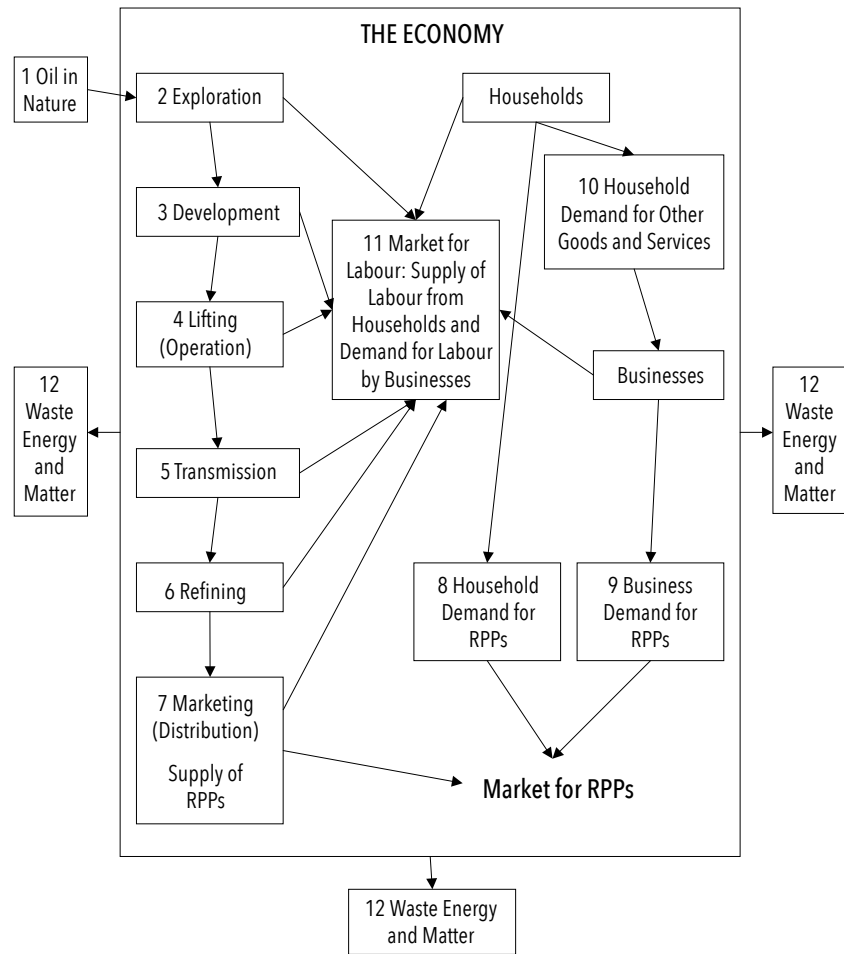 THE ECONOMY
1 Oil in
Nature
2 Exploration
Households
3 Development
10 Household
Demand for Other
Goods and Services
11 Market for
Labour: Supply of
Labour from
Households and
Demand for Labour
by Businesses
4 Lifting
(Operation)
Businesses
12
Waste
Energy
and
Matter
12
Waste
Energy
and
Matter
5 Transmission
6 Refining
8 Household
Demand for
RPPs
9 Business
Demand for
RPPs
7 Marketing
(Distribution)
Supply of
RPPs
Market for RPPs
12 Waste Energy
and Matter